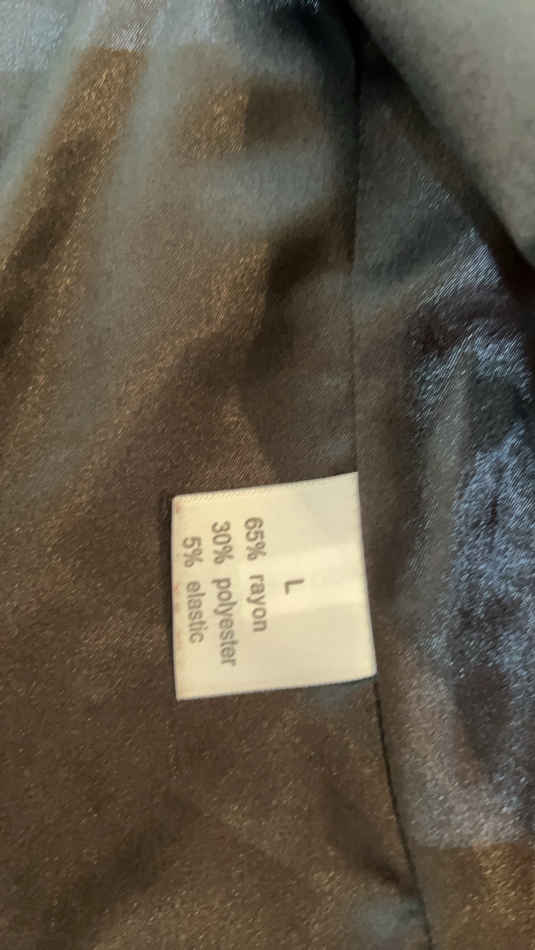 L
65% rayon
30% polyester
5% elastic